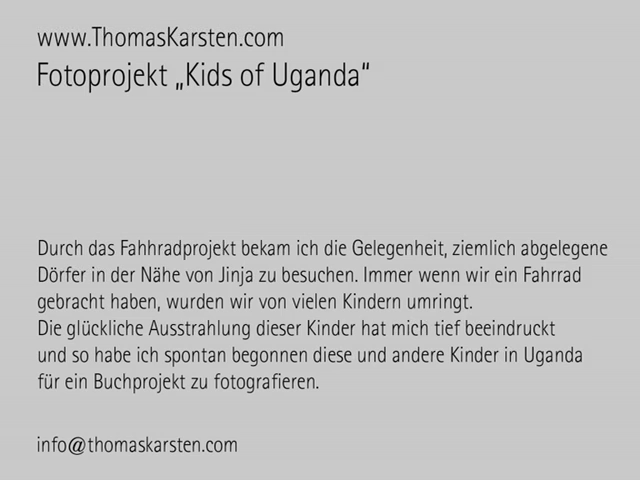 www.ThomasKarsten.com
Fotoprojekt „Kids of Uganda“
Durch das Fahhradprojekt bekam ich die Gelegenheit, ziemlich abgelegene
Dörfer in der Nähe von Jinja zu besuchen. Immer wenn wir ein Fahrrad
gebracht haben, wurden wir von vielen Kindern umringt.
Die glückliche Ausstrahlung dieser Kinder hat mich tief beeindruckt
und so habe ich spontan begonnen diese und andere Kinder in Uganda
für ein Buchprojekt zu fotografieren.
info@thomaskarsten.com